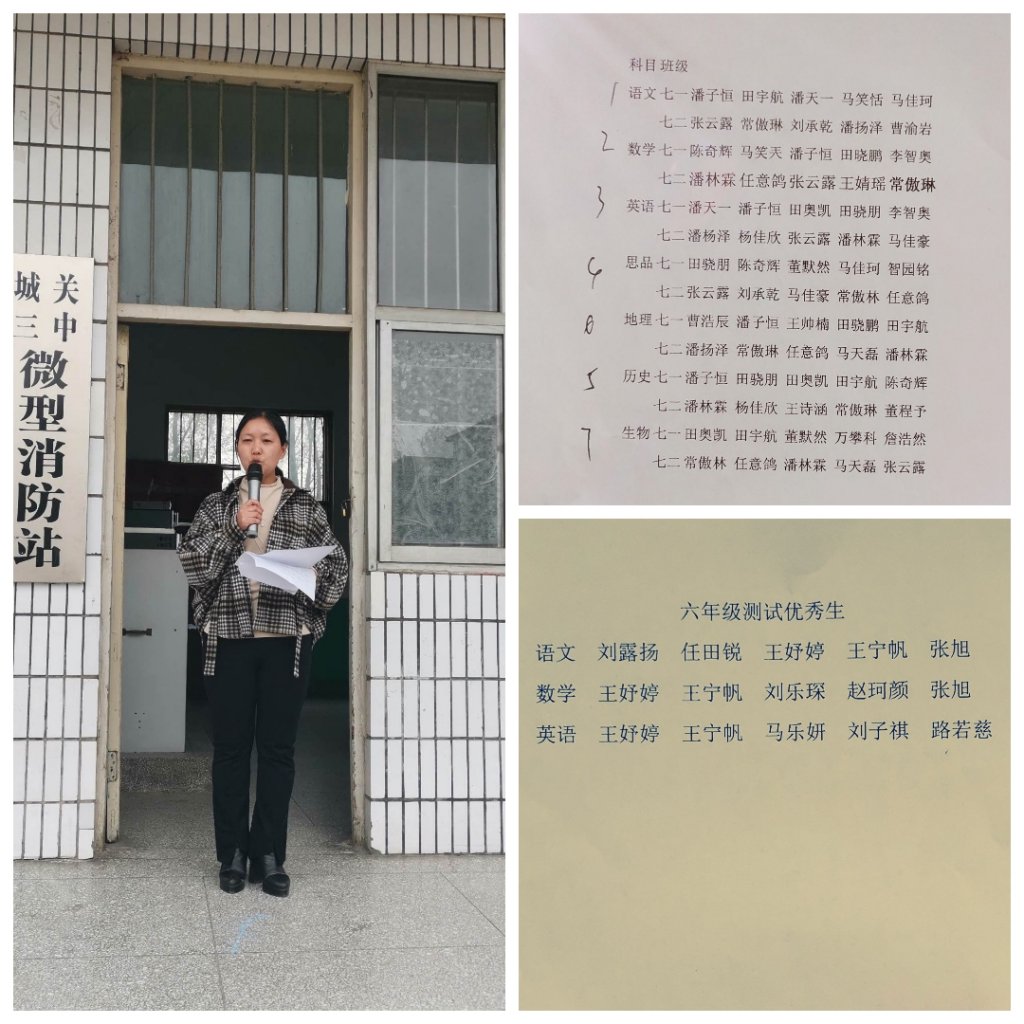 城关
三中
微型消防站
科目 班级
1 语文 七一 潘子恒 田宇航 潘天一 马笑恬 马佳珂
七二 张云露 常傲琳 刘承乾 潘扬泽 曹渝岩
2 数学 七一 陈奇辉 马笑天 潘子恒 田晓鹏 李智奥
七二 潘林霖 任意鸽 张云露 王婧瑶 常傲琳
3 英语 七一 潘天一 潘子恒 田奥凯 田骁朋 李智奥
七二 潘杨泽 杨佳欣 张云露 潘林霖 马佳豪
4 思品 七一 田骁朋 陈奇辉 董默然 马佳珂 智园铭
七二 张云露 刘承乾 马佳豪 常傲林 任意鸽
6 地理 七一 曹浩辰 潘子恒 王帅楠 田骁鹏 田宇航
七二 潘扬泽 常傲琳 任意鸽 马天磊 潘林霖
5 历史 七一 潘子恒 田骁朋 田奥凯 田宇航 陈奇辉
七二 潘林霖 杨佳欣 王诗涵 常傲琳 董程予
7 生物 七一 田奥凯 田宇航 董默然 万攀科 詹浩然
七二 常傲林 任意鸽 潘林霖 马天磊 张云露
六年级测试优秀生
语文 刘露扬 任田锐 王妤婷 王宁帆 张旭
数学 王妤婷 王宁帆 刘乐琛 赵珂颜 张旭
英语 王妤婷 王宁帆 马乐妍 刘子祺 路若慈